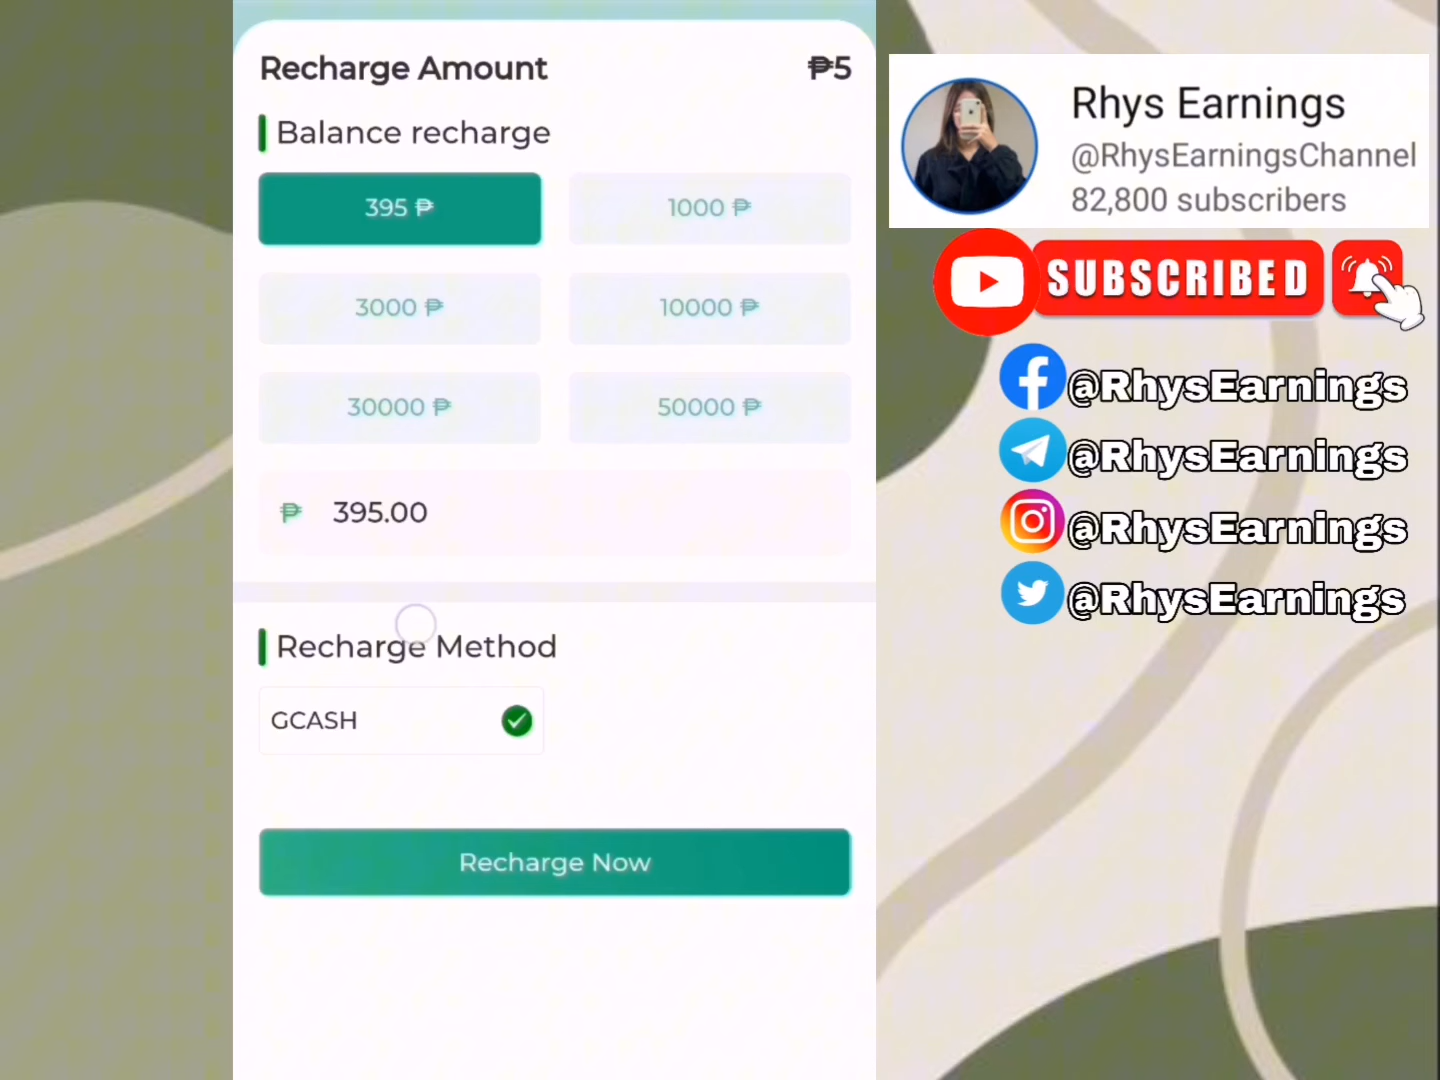 Recharge Amount ₱5
Balance recharge
395 ₱
1000 ₱
3000 ₱
10000 ₱
30000 ₱
50000 ₱
₱ 395.00
Recharge Method
GCASH
Recharge Now
Rhys Earnings
@RhysEarningsChannel
82,800 subscribers
SUBSCRIBED
@RhysEarnings
@RhysEarnings
@RhysEarnings
@RhysEarnings